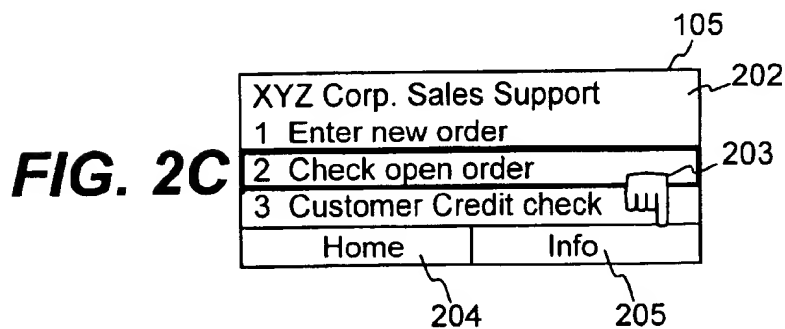 105
202
XYZ Corp. Sales Support
1 Enter new order
FIG. 2C
2 Check open order
203
3 Customer Credit check
Home Info
204 205